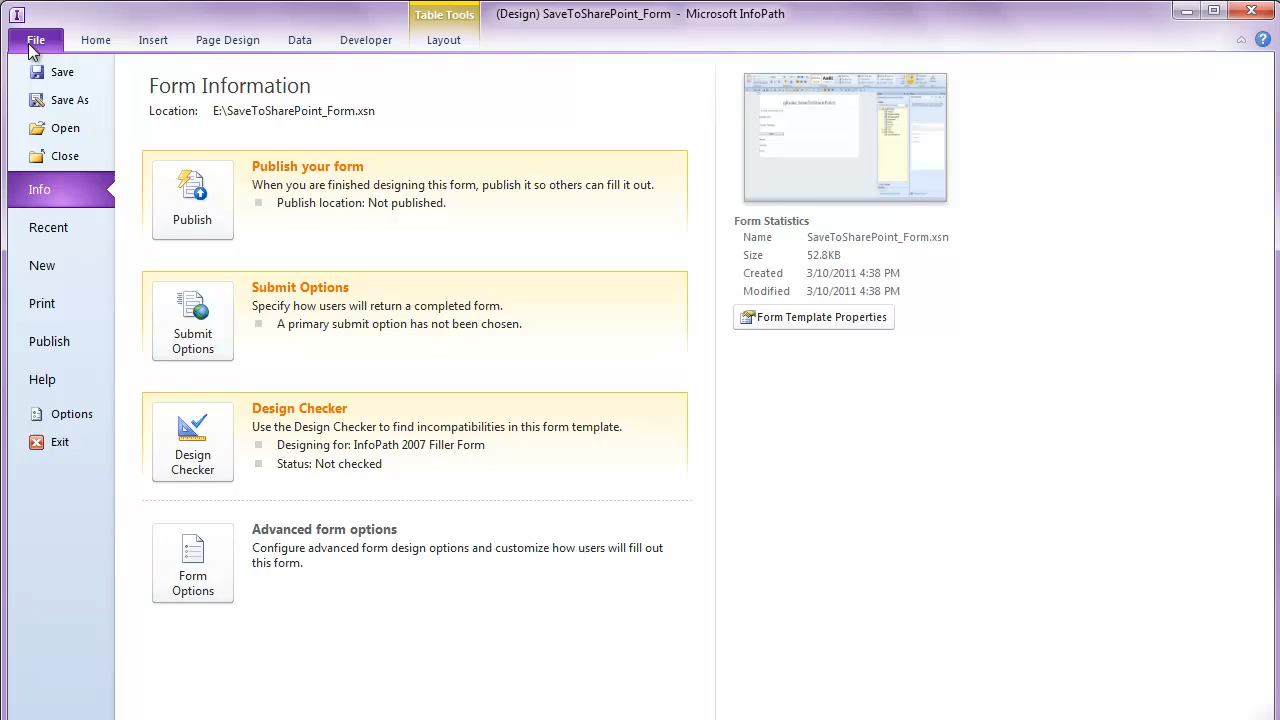 Table Tools
(Design) SaveToSharePoint_Form - Microsoft InfoPath
File
Home
Insert
Page Design
Data
Developer
Layout
Save
Save As
Open
Close
Info
Recent
New
Print
Publish
Help
Options
Exit
Form Information
Publish
Publish your form
When you are finished designing this form, publish it so others can fill it out.
Not published.
Submit
Options
Submit Options
Specify how users will return a completed form.
A primary submit option has not been chosen.
Design
Checker
Design Checker
Use the Design Checker to find incompatibilities in this form template.
Designing for: InfoPath 2007 Filler Form
Status: Not checked
Form
Options
Advanced form options
Configure advanced form design options and customize how users will fill out
this form.
Form Statistics
Name SaveToSharePoint_Form.xsn
Size 52.8KB
Created 3/10/2011 4:38 PM
Modified 3/10/2011 4:38 PM
Form Template Properties